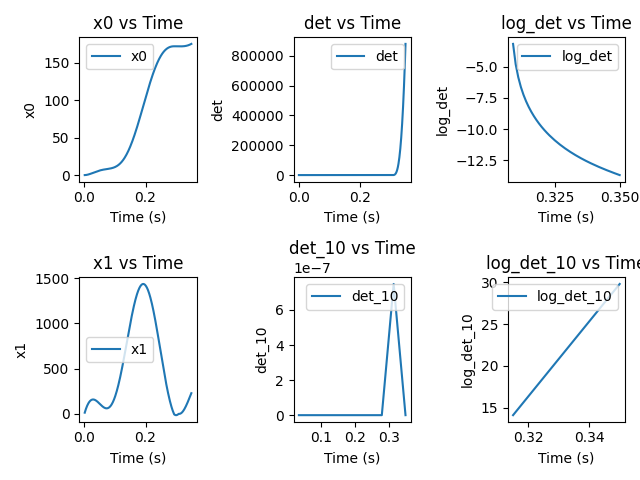 x0 vs Time
x0
150
100
50
0
x0
0.0
0.2
Time (s)
det vs Time
det
800000
600000
400000
200000
0
det
0.0
0.2
Time (s)
log_det vs Time
log_det
−5.0
−7.5
−10.0
−12.5
log_det
0.325
0.350
Time (s)
x1 vs Time
1500
1000
500
0
x1
x1
0.0
0.2
Time (s)
det_10 vs Time
1e−7
det_10
6
4
2
0
det_10
0.1
0.2
0.3
Time (s)
log_det_10 vs Time
30
25
20
15
log_det_10
log_det_10
0.32
0.34
Time (s)